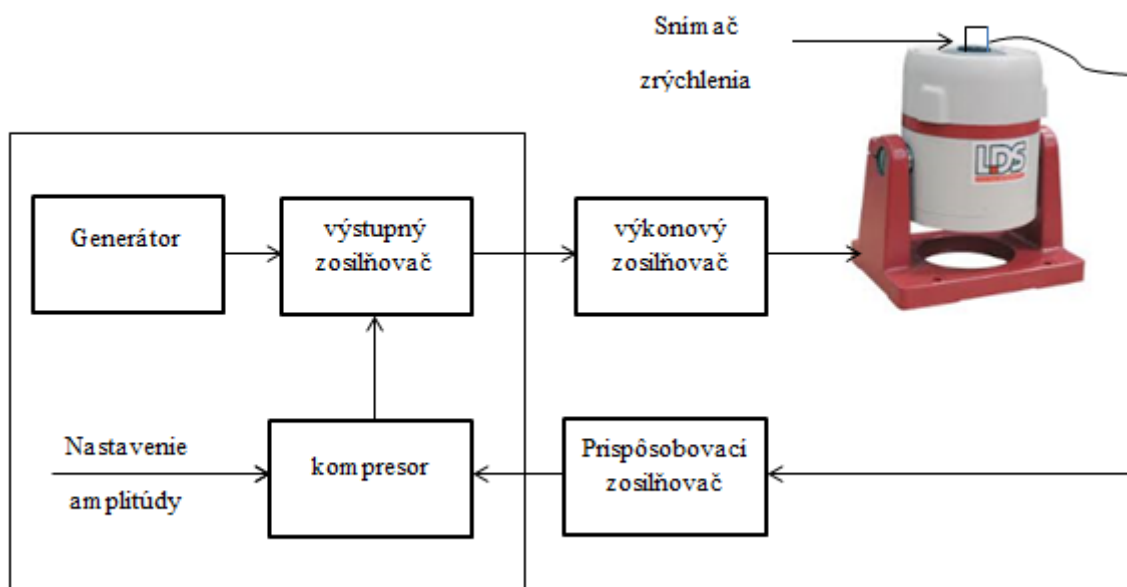 Snímač
zrýchlenia
LDS
Generátor
výstupný
zosilňovač
výkonový
zosilňovač
Nastavenie
amplitúdy
kompresor
Prispôsobovací
zosilňovač